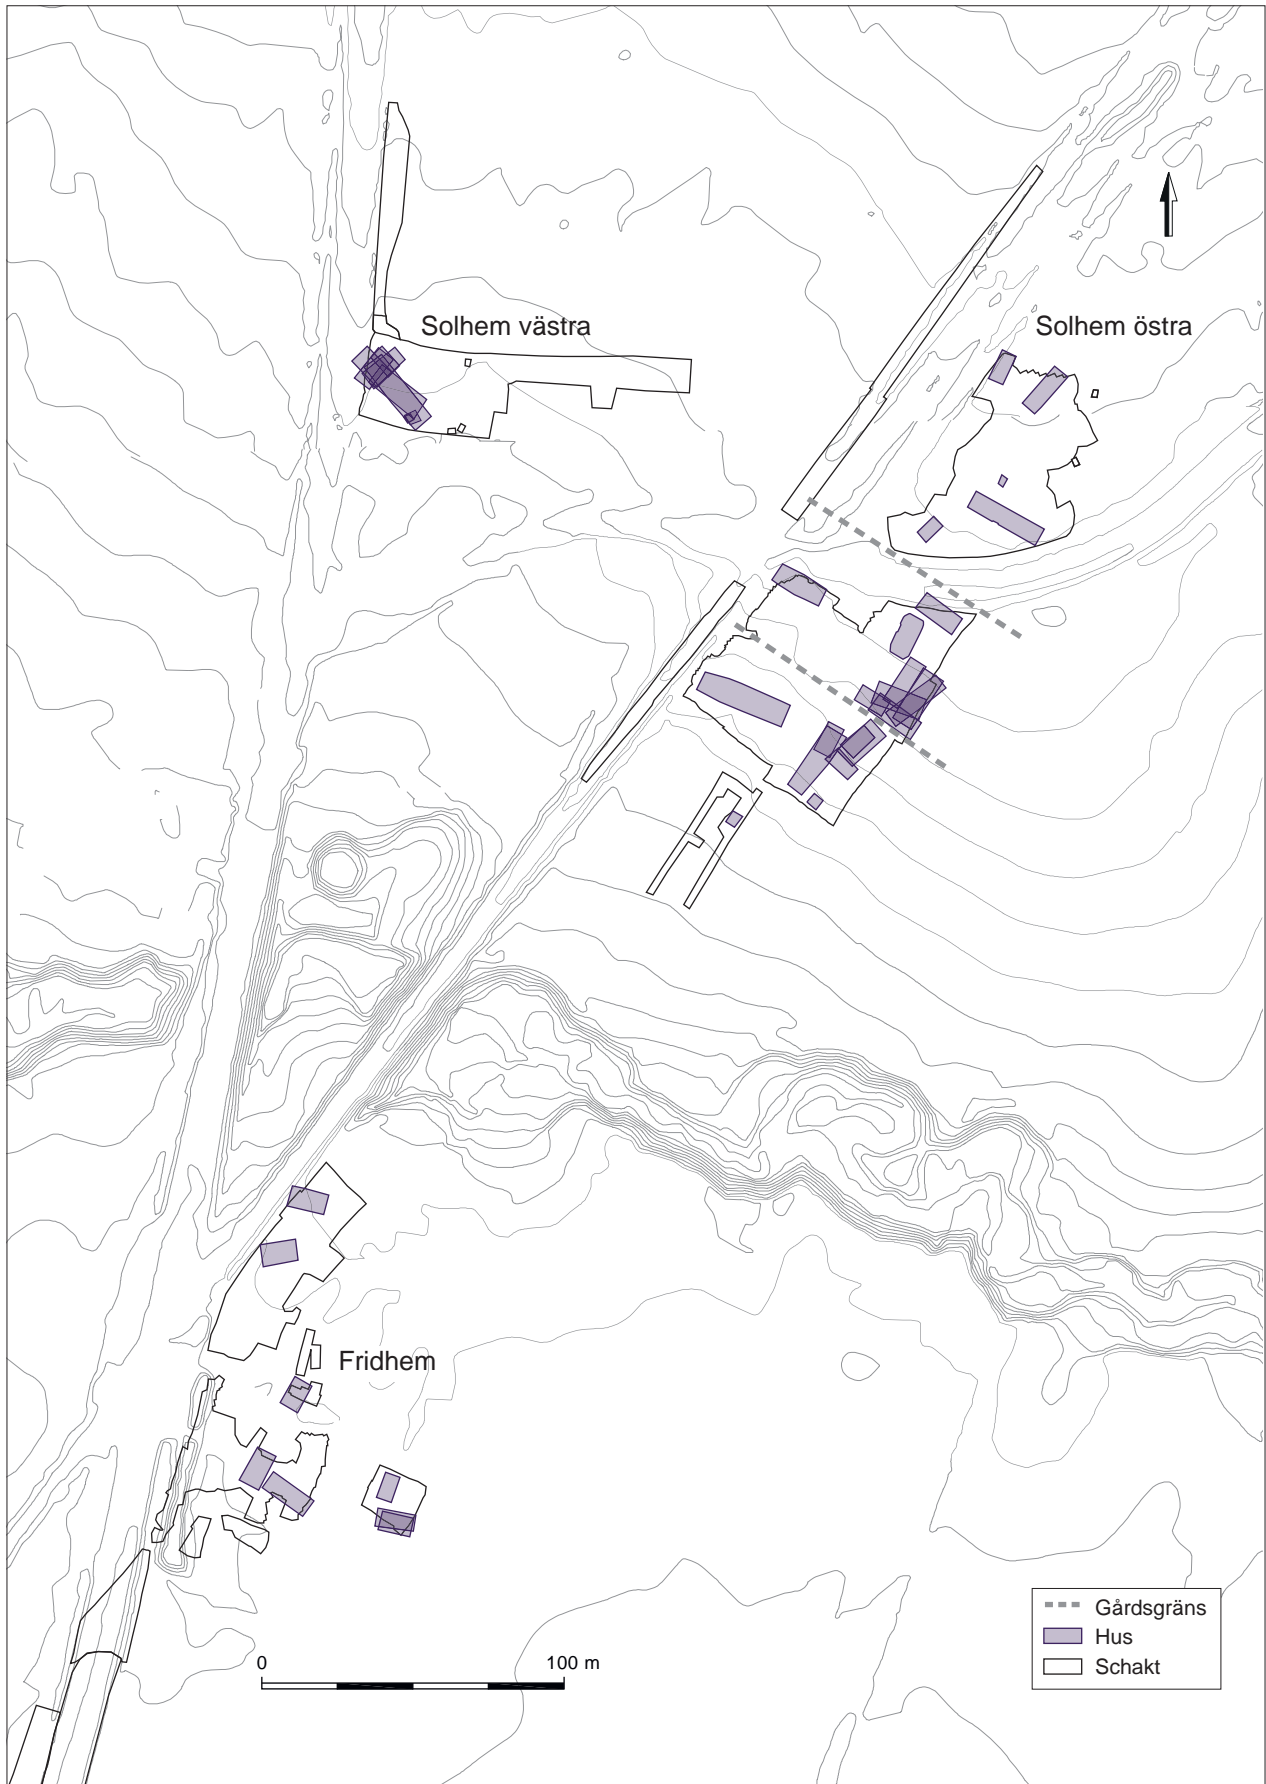 Solhem västra
Solhem östra
Fridhem
0 100 m
Gårdsgräns
Hus
Schakt